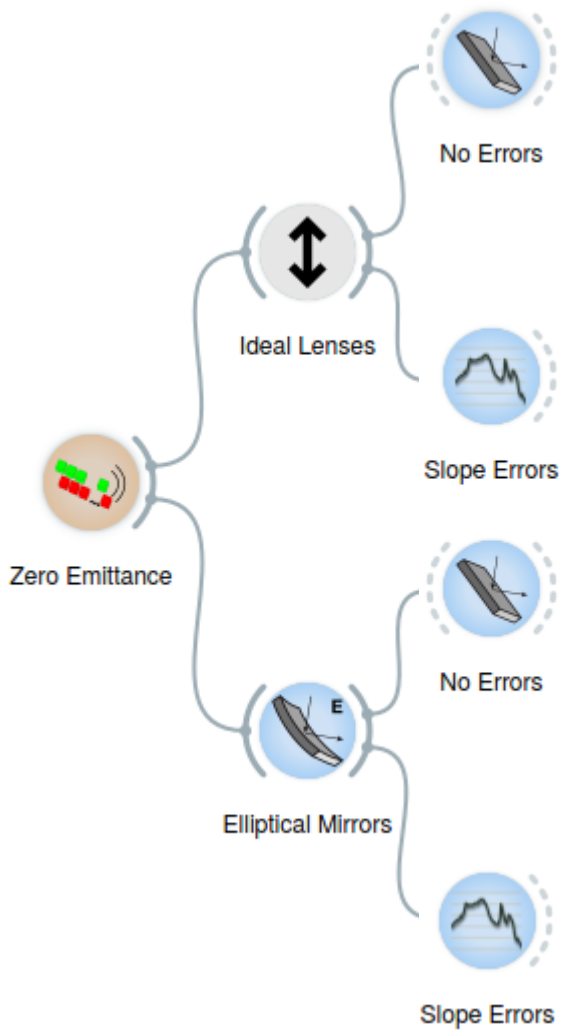 No Errors
Ideal Lenses
Slope Errors
Zero Emittance
No Errors
E
Elliptical Mirrors
Slope Errors